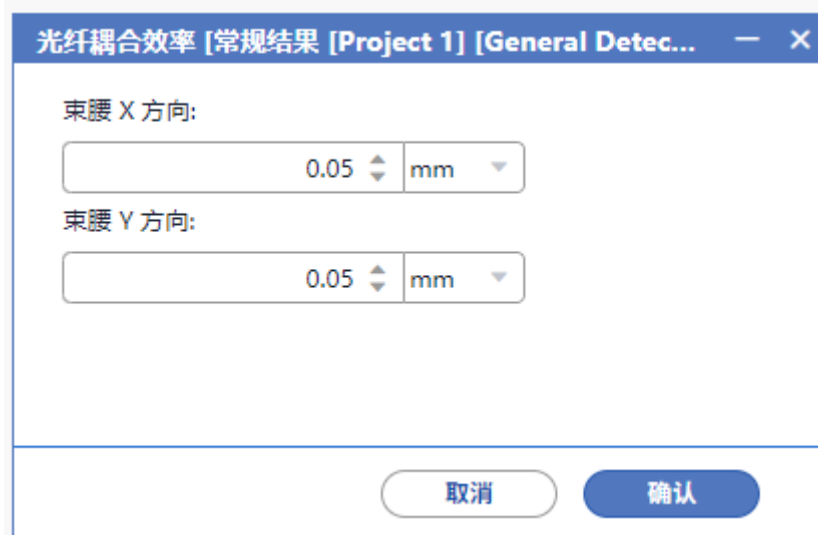 光纤耦合效率 [常规结果 [Project 1] [General Detec...
束腰 X 方向:
0.05 mm
束腰 Y 方向:
0.05 mm
取消 确认